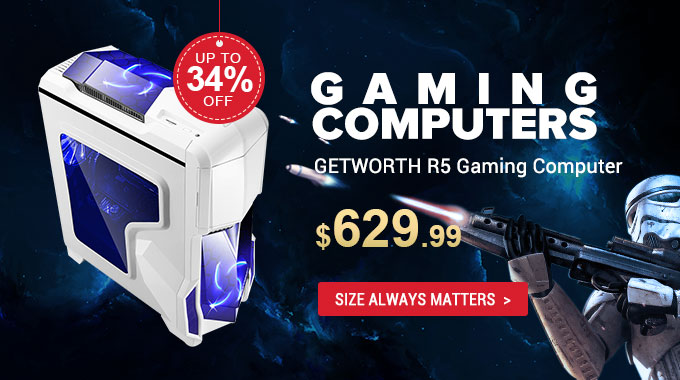 UP TO
34%
OFF
GAMING
COMPUTERS
GETWORTH R5 Gaming Computer
$629.99
SIZE ALWAYS MATTERS >